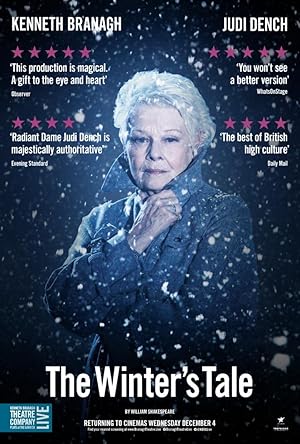 KENNETH BRANAGH
JUDI DENCH
'This production is magical.
A gift to the eye and heart'
Observer
'You won't see
a better version'
WhatsOnStage
'Radiant Dame Judi Dench is
majestically authoritative'
Evening Standard
'The best of British
high culture'
Daily Mail
The Winter's Tale
BY WILLIAM SHAKESPEARE
RETURNING TO CINEMAS WEDNESDAY DECEMBER 4
KENNETH BRANAGH
THEATRE
COMPANY
LIVE